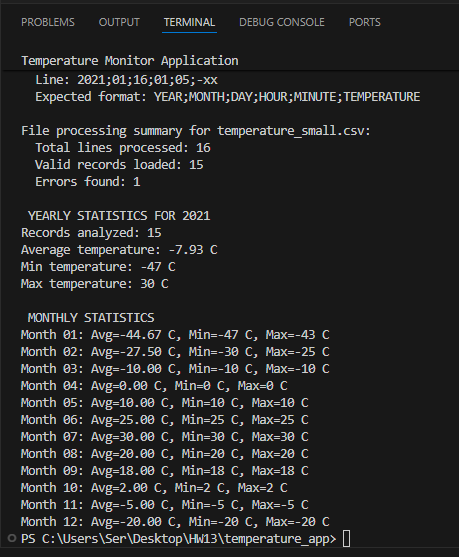 PROBLEMS OUTPUT TERMINAL DEBUG CONSOLE PORTS
Temperature Monitor Application
Line: 2021;01;16;01;05;-xx
Expected format: YEAR;MONTH;DAY;HOUR;MINUTE;TEMPERATURE
File processing summary for temperature_small.csv:
Total lines processed: 16
Valid records loaded: 15
Errors found: 1
YEARLY STATISTICS FOR 2021
Records analyzed: 15
Average temperature: -7.93 C
Min temperature: -47 C
Max temperature: 30 C
MONTHLY STATISTICS
Month 01: Avg=-44.67 C, Min=-47 C, Max=-43 C
Month 02: Avg=-27.50 C, Min=-30 C, Max=-25 C
Month 03: Avg=-10.00 C, Min=-10 C, Max=-10 C
Month 04: Avg=0.00 C, Min=0 C, Max=0 C
Month 05: Avg=10.00 C, Min=10 C, Max=10 C
Month 06: Avg=25.00 C, Min=25 C, Max=25 C
Month 07: Avg=30.00 C, Min=30 C, Max=30 C
Month 08: Avg=20.00 C, Min=20 C, Max=20 C
Month 09: Avg=18.00 C, Min=18 C, Max=18 C
Month 10: Avg=2.00 C, Min=2 C, Max=2 C
Month 11: Avg=-5.00 C, Min=-5 C, Max=-5 C
Month 12: Avg=-20.00 C, Min=-20 C, Max=-20 C
PS C:\Users\Ser\Desktop\HW13\temperature_app>